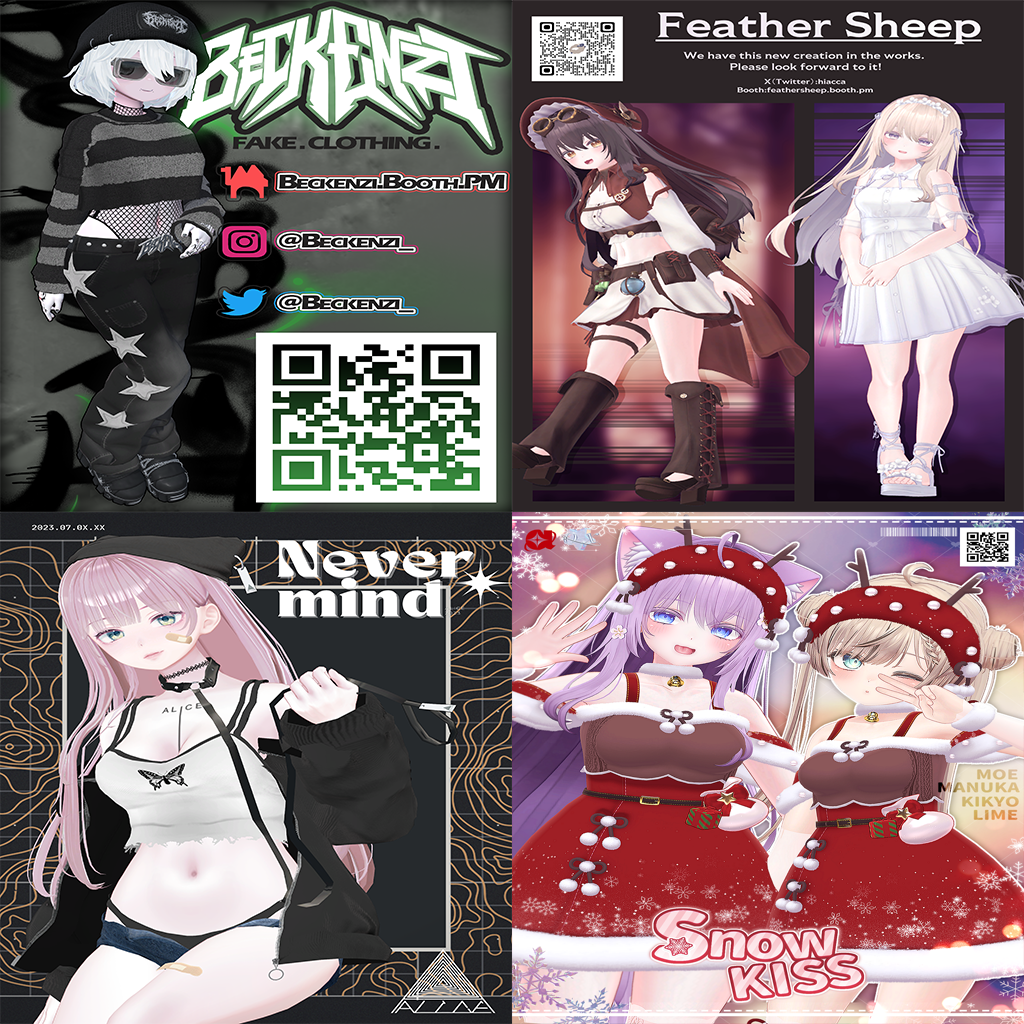 BECKENZI
BECKENZI
FAKE.CLOTHING.
BECKENZI.BOOTH.PM
@BECKENZI_
@BECKENZI_
Feather Sheep
We have this new creation in the works.
Please look forward to it!
X(Twitter):hiacca
Booth:feathersheep.booth.pm
2023.07.0X.XX
Never
mind
ALICE
MOE
MANUKA
KIKYO
LIME
Snow
KISS